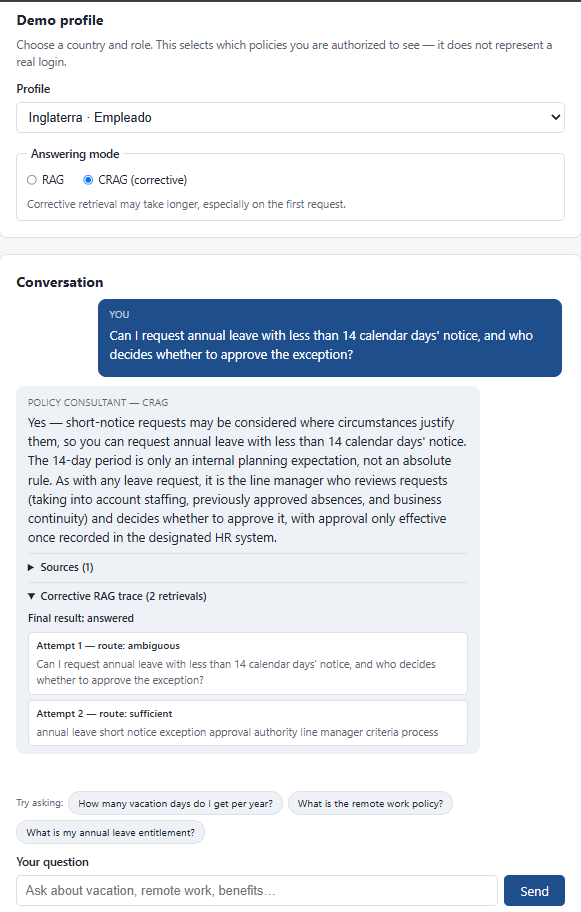 Demo profile
Choose a country and role. This selects which policies you are authorized to see — it does not represent a
real login.
Profile
Inglaterra · Empleado
Answering mode
RAG
CRAG (corrective)
Corrective retrieval may take longer, especially on the first request.
Conversation
YOU
Can I request annual leave with less than 14 calendar days' notice, and who
decides whether to approve the exception?
POLICY CONSULTANT — CRAG
Yes — short-notice requests may be considered where circumstances justify
them, so you can request annual leave with less than 14 calendar days' notice.
The 14-day period is only an internal planning expectation, not an absolute
rule. As with any leave request, it is the line manager who reviews requests
(taking into account staffing, previously approved absences, and business
continuity) and decides whether to approve it, with approval only effective
once recorded in the designated HR system.
Sources (1)
Corrective RAG trace (2 retrievals)
Final result: answered
Attempt 1 — route: ambiguous
Can I request annual leave with less than 14 calendar days' notice, and who decides
whether to approve the exception?
Attempt 2 — route: sufficient
annual leave short notice exception approval authority line manager criteria process
Try asking:
How many vacation days do I get per year?
What is the remote work policy?
What is my annual leave entitlement?
Your question
Ask about vacation, remote work, benefits…
Send